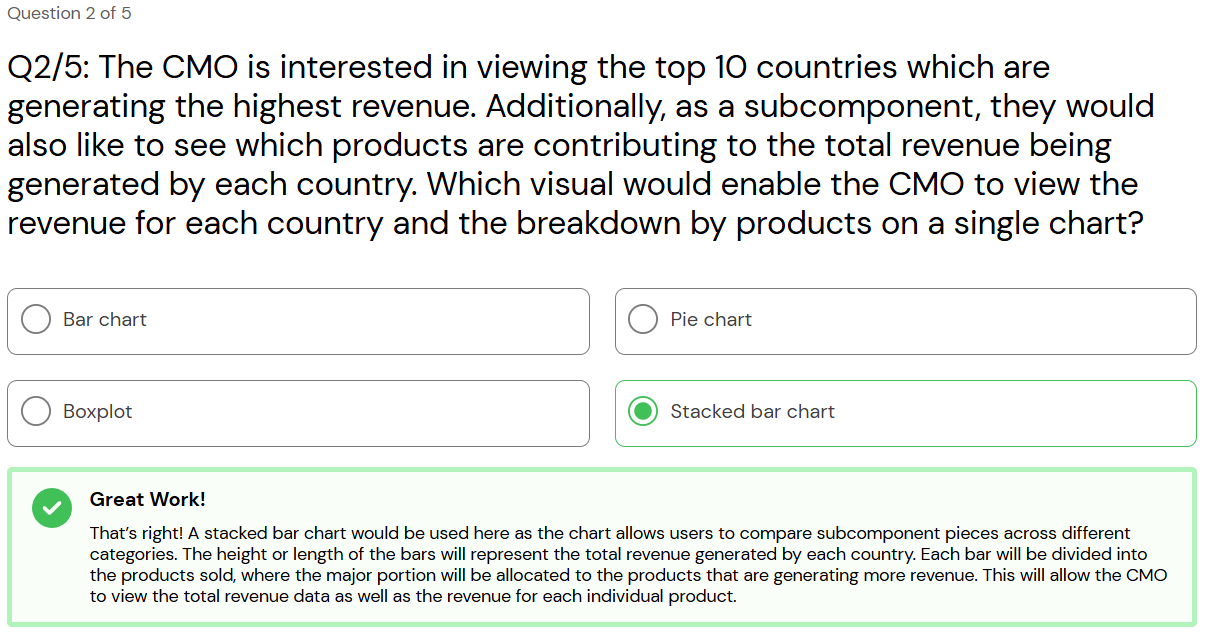 Question 2 of 5
Q2/5: The CMO is interested in viewing the top 10 countries which are
generating the highest revenue. Additionally, as a subcomponent, they would
also like to see which products are contributing to the total revenue being
generated by each country. Which visual would enable the CMO to view the
revenue for each country and the breakdown by products on a single chart?
Bar chart
Pie chart
Boxplot
Stacked bar chart
Great Work!
That’s right! A stacked bar chart would be used here as the chart allows users to compare subcomponent pieces across different
categories. The height or length of the bars will represent the total revenue generated by each country. Each bar will be divided into
the products sold, where the major portion will be allocated to the products that are generating more revenue. This will allow the CMO
to view the total revenue data as well as the revenue for each individual product.